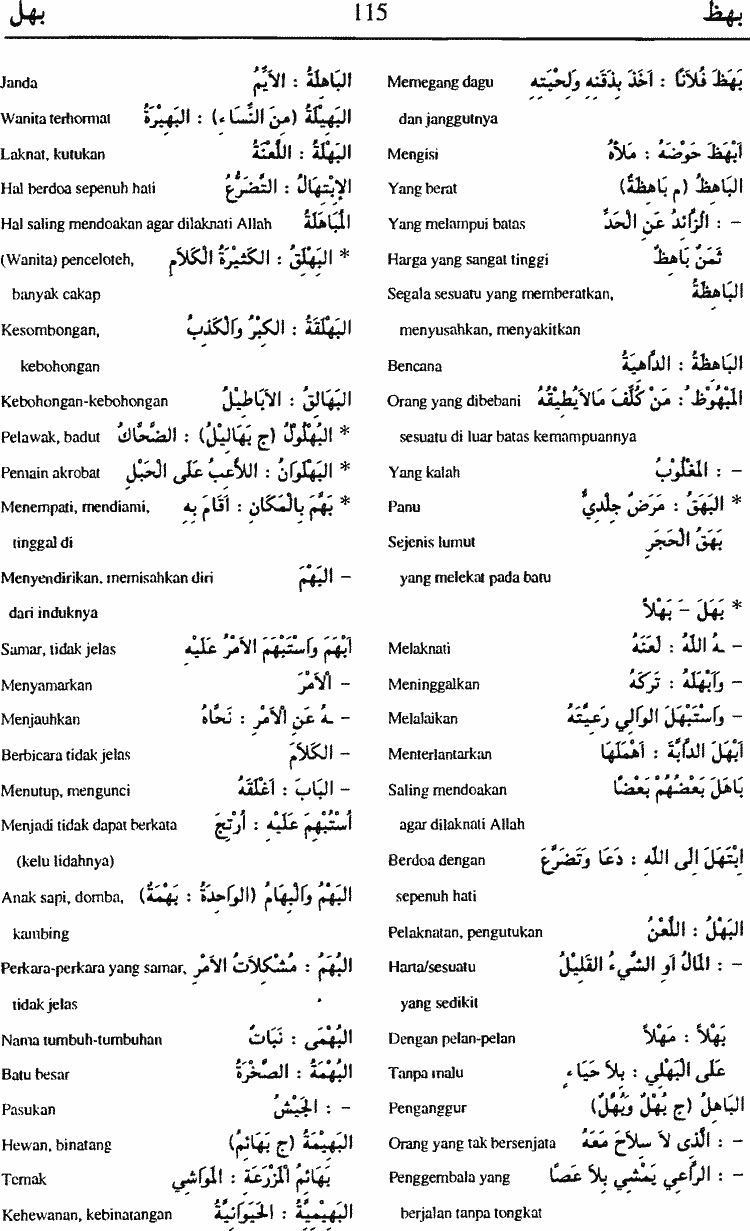 بهل 115 بهظ
Memegang dagu بَهَظَ فُلاَنًا : اَخَذَ بِذَقَنِهِ وَلِحْيَتِهِ
dan janggutnya
Mengisi اَبْهَظَ حَوْضَهُ : مَلأَهُ
Yang berat البَاهِظُ (م بَاهِظَةٌ)
Yang melampui batas - : الزَّائِدُ عَنِ الْحَدِّ
Harga yang sangat tinggi ثَمَنٌ بَاهِظٌ
Segala sesuatu yang memberatkan, البَاهِظَةُ
menyusahkan, menyakitkan
Bencana البَاهِظَةُ : الدَّاهِيَةُ
Orang yang dibebani المَبْهُوْظُ : مَنْ كُلِّفَ مَالاَيُطِيْقُهُ
sesuatu di luar batas kemampuannya
Yang kalah - : المَغْلُوْبُ
Panu * البَهَقُ : مَرَضٌ جِلْدِيٌّ
Sejenis lumut بَهَقُ الْحَجَرِ
yang melekat pada batu
* بَهَلَ - بَهْلاً
Melaknati - ـهُ اللّٰهُ : لَعَنَهُ
Meninggalkan - وَاَبْهَلَهُ : تَرَكَهُ
Melalaikan - وَاسْتَبْهَلَ الوَالِي رَعِيَّتَهُ
Menterlantarkan اَبْهَلَ الدَّابَّةَ : اَهْمَلَهَا
Saling mendoakan بَاهَلَ بَعْضُهُمْ بَعْضًا
agar dilaknati Allah
Berdoa dengan اِبْتَهَلَ اِلَى اللّٰهِ : دَعَا وَتَضَرَّعَ
sepenuh hati
Pelaknatan, pengutukan البَهْلُ : اللَّعْنُ
Harta/sesuatu - : المَالُ اَوِ الشَّيْءُ القَلِيْلُ
yang sedikit
Dengan pelan-pelan بَهْلاً : مَهْلاً
Tanpa malu عَلَى الْبَهْلِي : بِلاَ حَيَاءٍ
Penganggur البَاهِلُ (ج بُهْلٌ وَبُهَّلٌ)
Orang yang tak bersenjata - : الَّذِى لاَ سِلاَحَ مَعَهُ
Penggembala yang - : الرَّاعِي يَمْشِي بِلاَ عَصًا
berjalan tanpa tongkat
Janda البَاهِلَةُ : الاَيِّمُ
Wanita terhormat البَهِيْلَةُ (مِنَ النِّسَاءِ) : البَهِيْرَةُ
Laknat, kutukan البَهْلَةُ : اللَّعْنَةُ
Hal berdoa sepenuh hati الاِبْتِهَالُ : التَّضَرُّعُ
Hal saling mendoakan agar dilaknati Allah المُبَاهَلَةُ
(Wanita) penceloteh, * البَهْلَقُ : الكَثِيْرَةُ الْكَلاَمِ
banyak cakap
Kesombongan, البَهْلَقَةُ : الكِبْرُ وَالْكَذِبُ
kebohongan
Kebohongan-kebohongan البَهَالِقُ : الاَبَاطِيْلُ
Pelawak, badut * البُهْلُوْلُ (ج بَهَالِيْلُ) : الضَّحَّاكُ
Pemain akrobat * البَهْلَوَانُ : اللاَّعِبُ عَلَى الْحَبْلِ
Menempati, mendiami, * بَهَّمَ بِالْمَكَانِ : اَقَامَ بِهِ
tinggal di
Menyendirikan, memisahkan diri - البَهْمَ
dari induknya
Samar, tidak jelas اَبْهَمَ وَاسْتَبْهَمَ الاَمْرُ عَلَيْهِ
Menyamarkan - اْلاَمْرَ
Menjauhkan - ـهُ عَنِ اْلاَمْرِ : نَحَّاهُ
Berbicara tidak jelas - الكَلاَمَ
Menutup, mengunci - البَابَ : اَغْلَقَهُ
Menjadi tidak dapat berkata اُسْتُبْهِمَ عَلَيْهِ : اُرْتِجَ
(kelu lidahnya)
Anak sapi, domba, البَهْمُ وَالْبِهَامُ (الوَاحِدَةُ : بَهْمَةٌ)
kambing
Perkara-perkara yang samar, البُهَمُ : مُشْكِلاَتُ الاَمْرِ
tidak jelas
Nama tumbuh-tumbuhan البُهْمَى : نَبَاتٌ
Batu besar البُهْمَةُ : الصَّخْرَةُ
Pasukan - : الجَيْشُ
Hewan, binatang البَهِيْمَةُ (ج بَهَائِمُ)
Ternak بَهَائِمُ الْمَزْرَعَةِ : المَوَاشِي
Kehewanan, kebinatangan البَهِيْمِيَّةُ : الحَيَوَانِيَّةُ